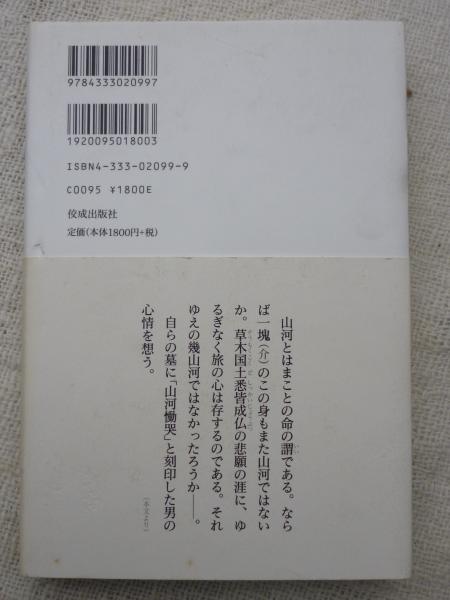 9784333020997
1920095018003
ISBN4-333-02099-9
C0095 ¥1800E
佼成出版社
定価(本体1800円+税)
山河とはまことの命の謂である。なら
ば一塊(介)のこの身もまた山河ではない
か。草木国土悉皆成仏の悲願の涯に、ゆ
るぎなく旅の心は存するのである。それ
ゆえの幾山河ではなかったろうか――。
自らの墓に「山河慟哭」と刻印した男の
心情を想う。
〔本文より〕